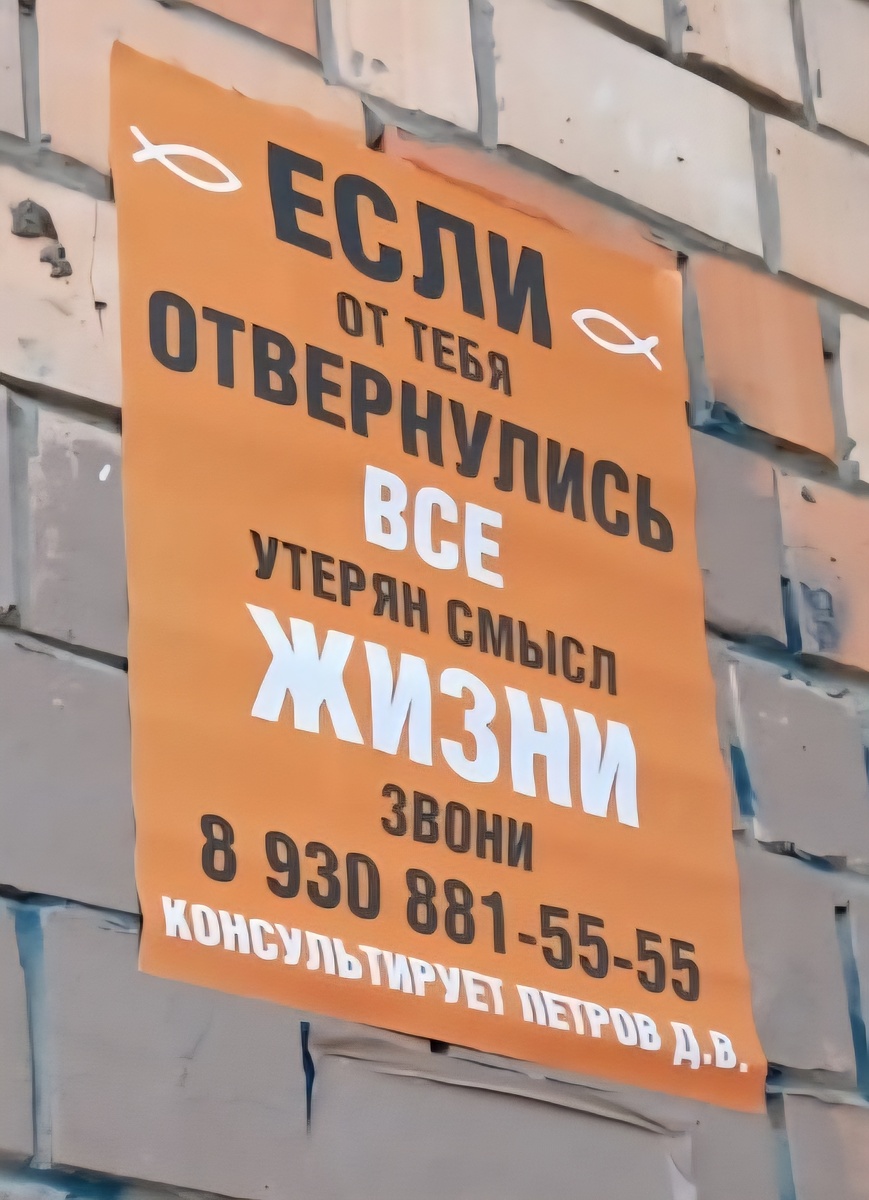 ЕСЛИ
ОТ ТЕБЯ
ОТВЕРНУЛИСЬ
ВСЕ
УТЕРЯН СМЫСЛ
ЖИЗНИ
ЗВОНИ
8 930 881-55-55
КОНСУЛЬТИРУЕТ ПЕТРОВ Д.В.